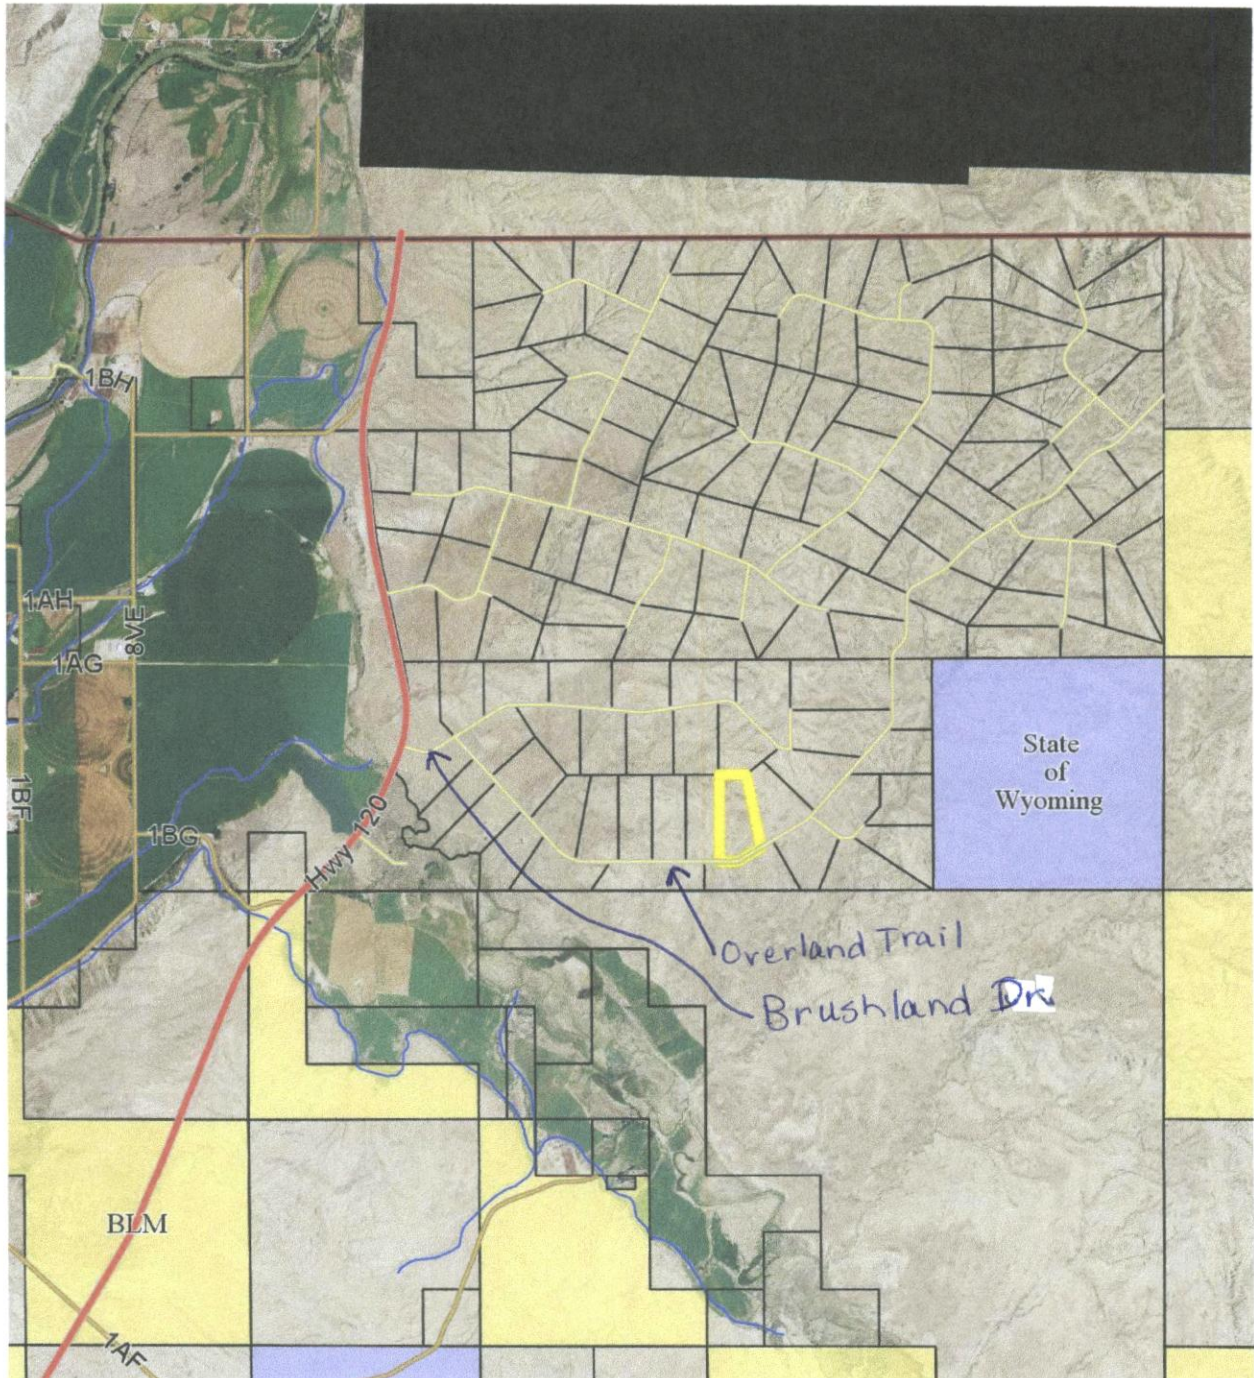 1BH
1AH
8VE
1AG
State
of
Wyoming
1BF
1BG
Hwy 120
Overland Trail
Brushland Dr.
BLM
1AF